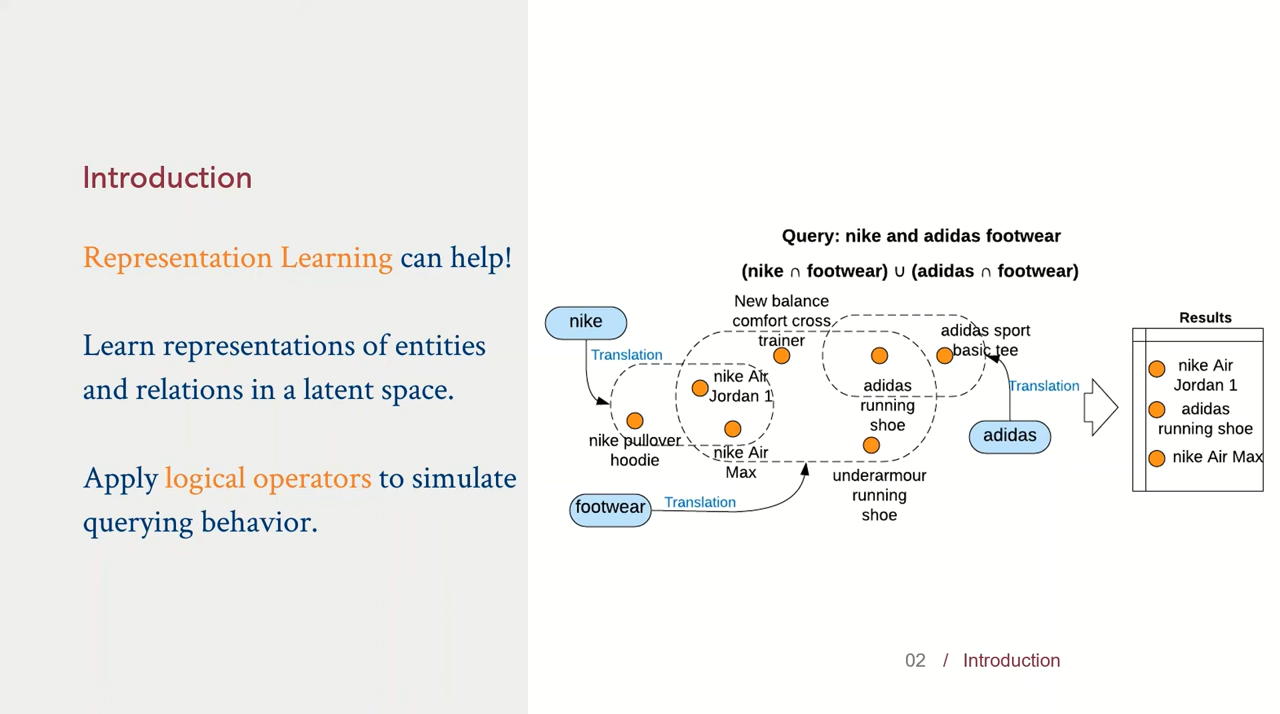 Introduction
Representation Learning can help!
Learn representations of entities
and relations in a latent space.
Apply logical operators to simulate
querying behavior.
Query: nike and adidas footwear
(nike ∩ footwear) ∪ (adidas ∩ footwear)
nike
Translation
New balance
comfort cross
trainer
adidas sport
basic tee
nike Air
Jordan 1
adidas
running
shoe
Translation
adidas
nike pullover
hoodie
nike Air
Max
underarmour
running
shoe
footwear
Translation
Results
nike Air
Jordan 1
adidas
running shoe
nike Air Max
02 / Introduction